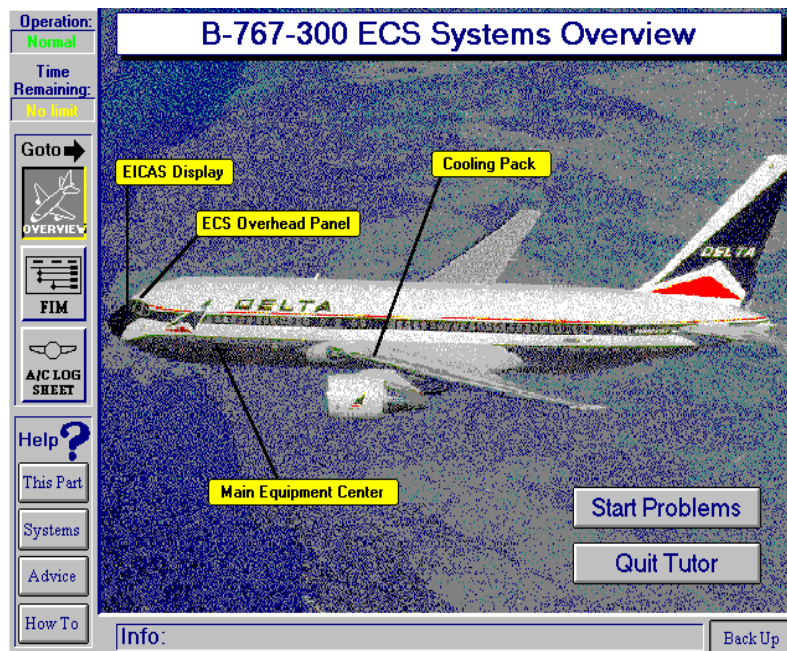 Operation:
Normal
Time
Remaining:
No limit
Goto
OVERVIEW
FIM
A/C LOG
SHEET
Help?
This Part
Systems
Advice
How To
B-767-300 ECS Systems Overview
EICAS Display
Cooling Pack
ECS Overhead Panel
DELTA
DELTA
Main Equipment Center
Start Problems
Quit Tutor
Info:
Back Up